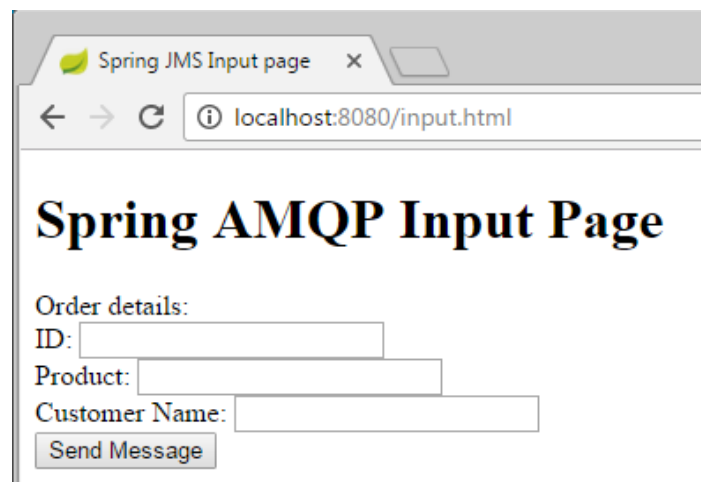 Spring JMS Input page
localhost:8080/input.html
Spring AMQP Input Page
Order details:
ID:
Product:
Customer Name:
Send Message